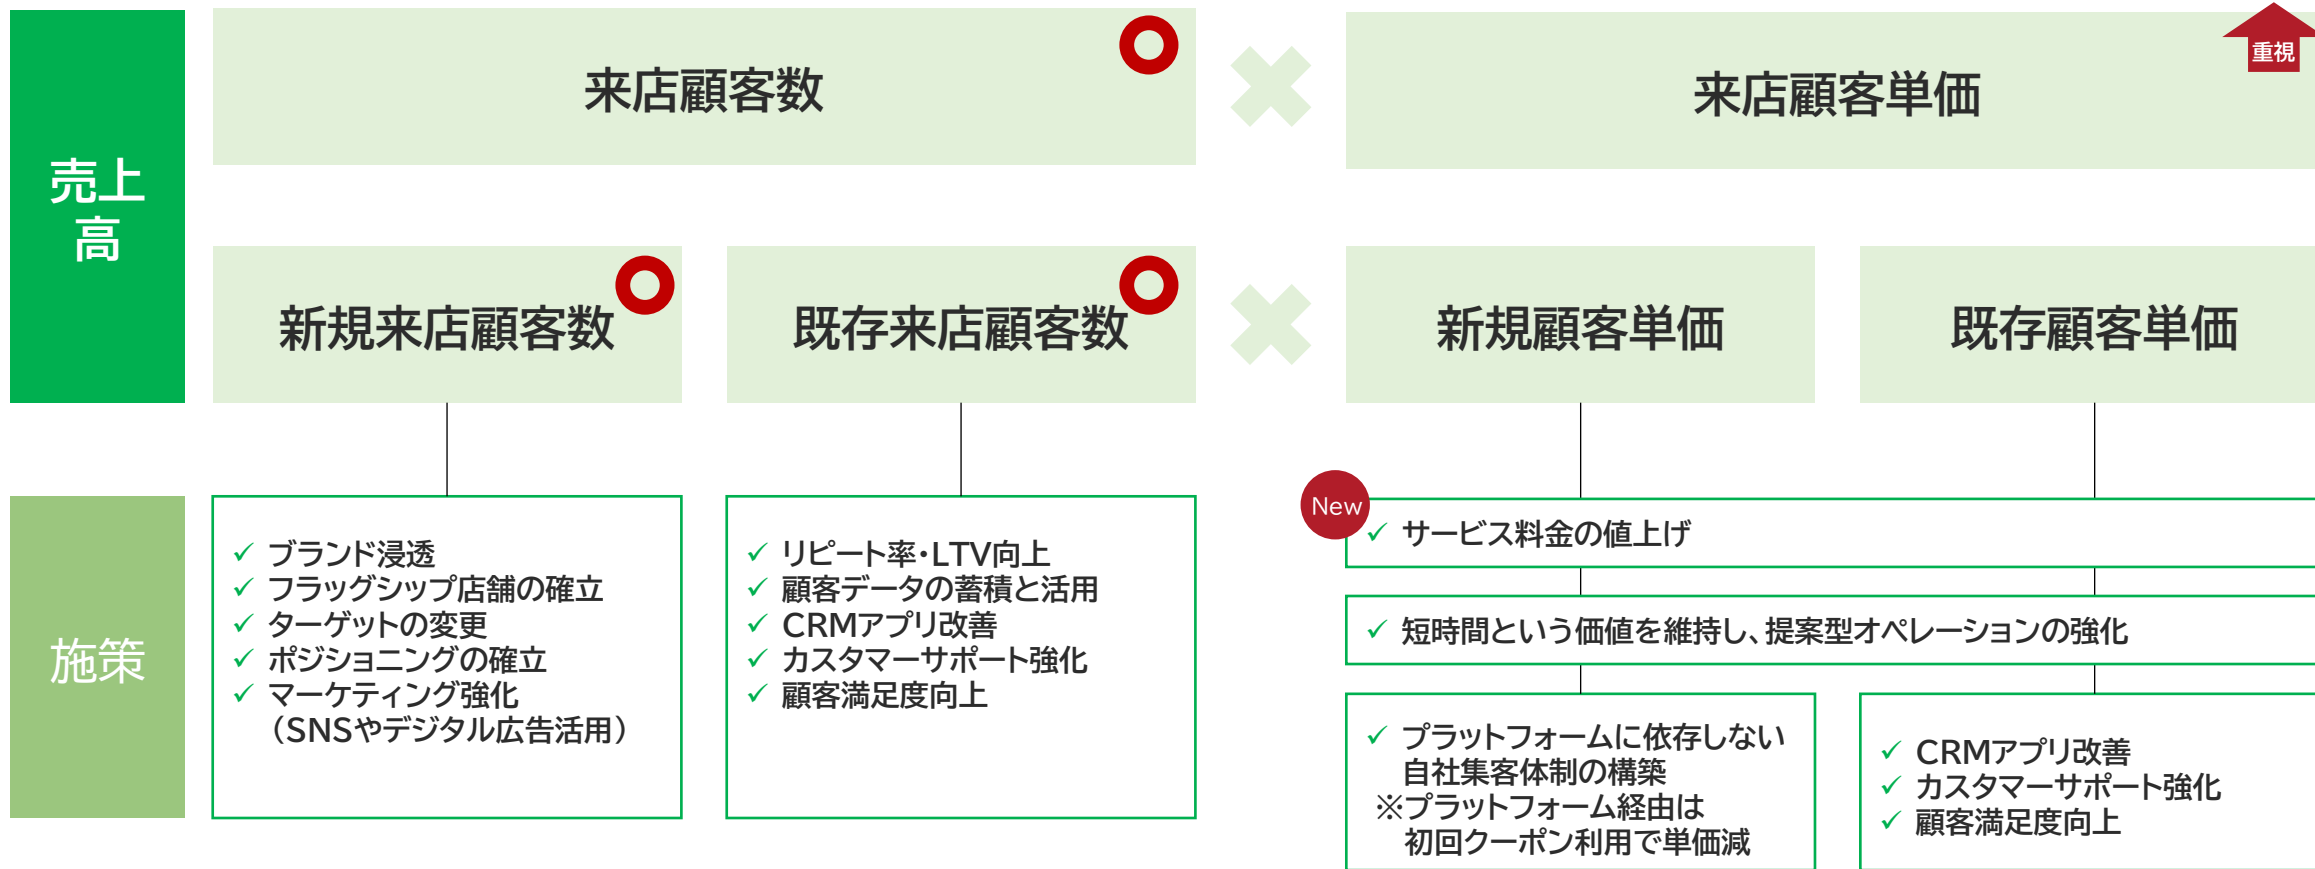 売上
高
来店顧客数
来店顧客単価
重視
新規来店顧客数
既存来店顧客数
新規顧客単価
既存顧客単価
施策
✓ ブランド浸透
✓ フラッグシップ店舗の確立
✓ ターゲットの変更
✓ ポジショニングの確立
✓ マーケティング強化
（SNSやデジタル広告活用）
✓ リピート率・LTV向上
✓ 顧客データの蓄積と活用
✓ CRMアプリ改善
✓ カスタマーサポート強化
✓ 顧客満足度向上
New
✓ サービス料金の値上げ
✓ 短時間という価値を維持し、提案型オペレーションの強化
✓ プラットフォームに依存しない
自社集客体制の構築
※プラットフォーム経由は
初回クーポン利用で単価減
✓ CRMアプリ改善
✓ カスタマーサポート強化
✓ 顧客満足度向上